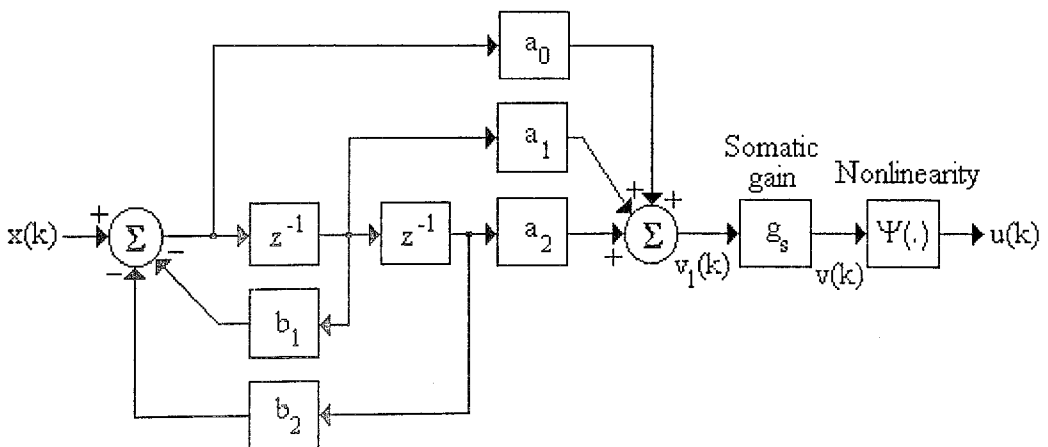 a₀
a₁
Somatic
gain
Nonlinearity
+
+
+
x(k)
+
Σ
−
−
z⁻¹
z⁻¹
a₂
+
Σ
v₁(k)
gₛ
v(k)
Ψ(.)
u(k)
b₁
b₂